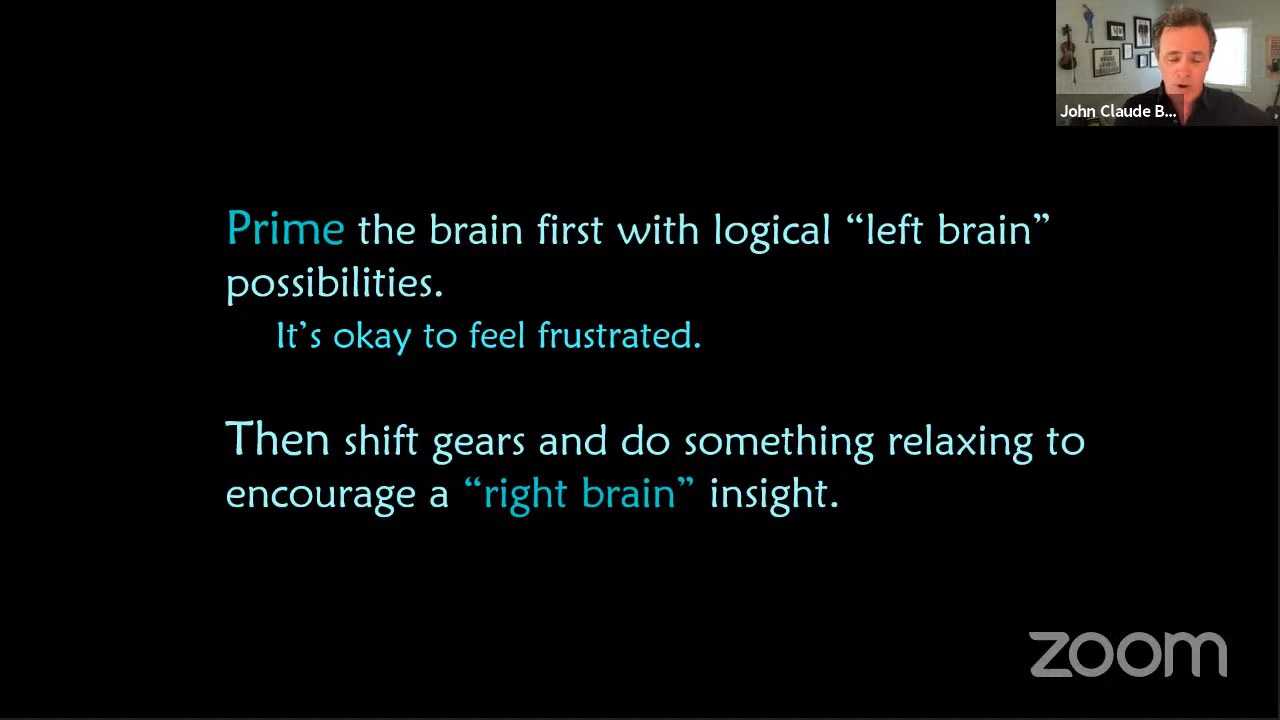 John Claude B...
Prime the brain first with logical “left brain”
possibilities.
It’s okay to feel frustrated.
Then shift gears and do something relaxing to
encourage a “right brain” insight.
zoom